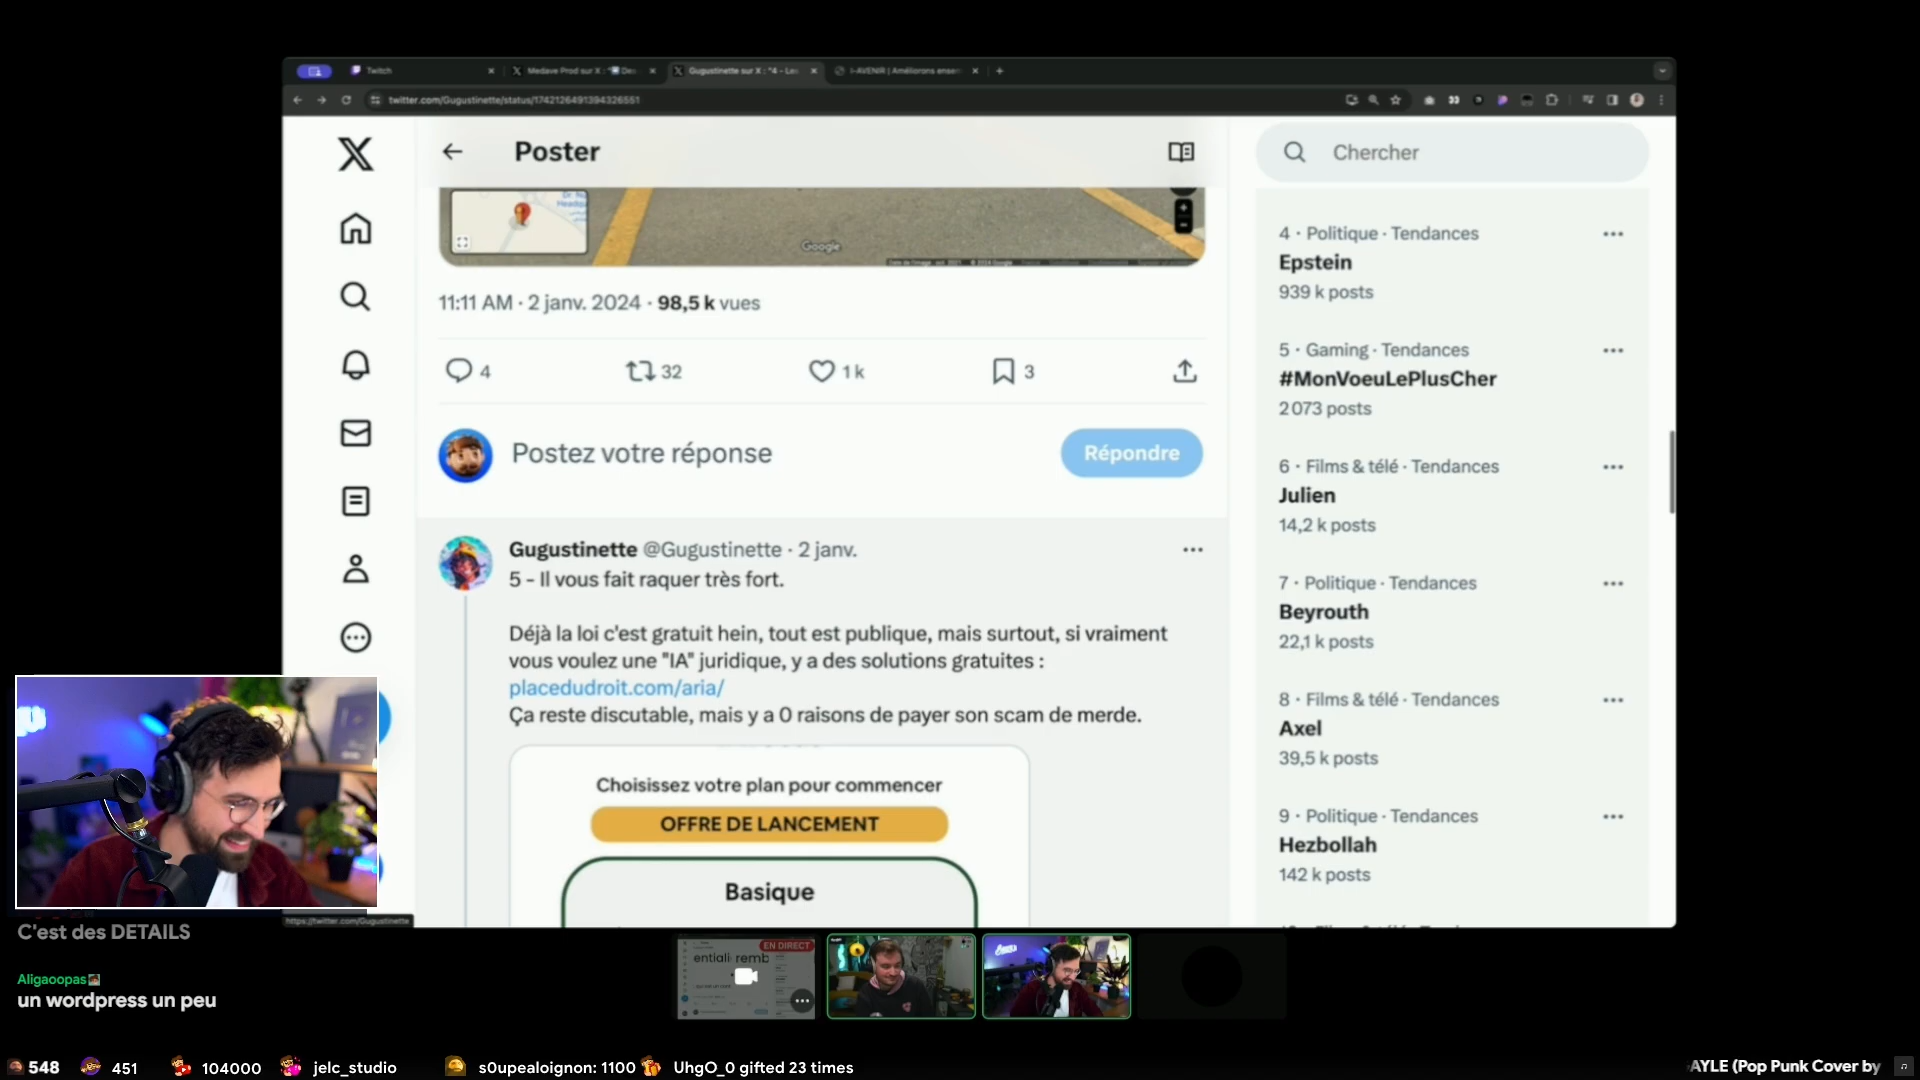 Twitch
Medave Prod sur X : "
Gugustinette sur X : "4 - Les
I-AVENIR | Améliorons ensem
twitter.com/Gugustinette/status/1742126491394326551
Poster
Chercher
Google
11:11 AM · 2 janv. 2024 · 98,5 k vues
4
32
1 k
3
Postez votre réponse
Répondre
Gugustinette @Gugustinette · 2 janv.
5 - Il vous fait raquer très fort.
Déjà la loi c'est gratuit hein, tout est publique, mais surtout, si vraiment
vous voulez une "IA" juridique, y a des solutions gratuites :
placedudroit.com/aria/
Ça reste discutable, mais y a 0 raisons de payer son scam de merde.
Choisissez votre plan pour commencer
OFFRE DE LANCEMENT
Basique
4 · Politique · Tendances
Epstein
939 k posts
5 · Gaming · Tendances
#MonVoeuLePlusCher
2 073 posts
6 · Films & télé · Tendances
Julien
14,2 k posts
7 · Politique · Tendances
Beyrouth
22,1 k posts
8 · Films & télé · Tendances
Axel
39,5 k posts
9 · Politique · Tendances
Hezbollah
142 k posts
https://twitter.com/Gugustinette
C'est des DETAILS
Aligaoopas
un wordpress un peu
EN DIRECT
entiali remb
548
451
104000
jelc_studio
s0upealoignon: 1100
UhgO_0 gifted 23 times
AYLE (Pop Punk Cover by